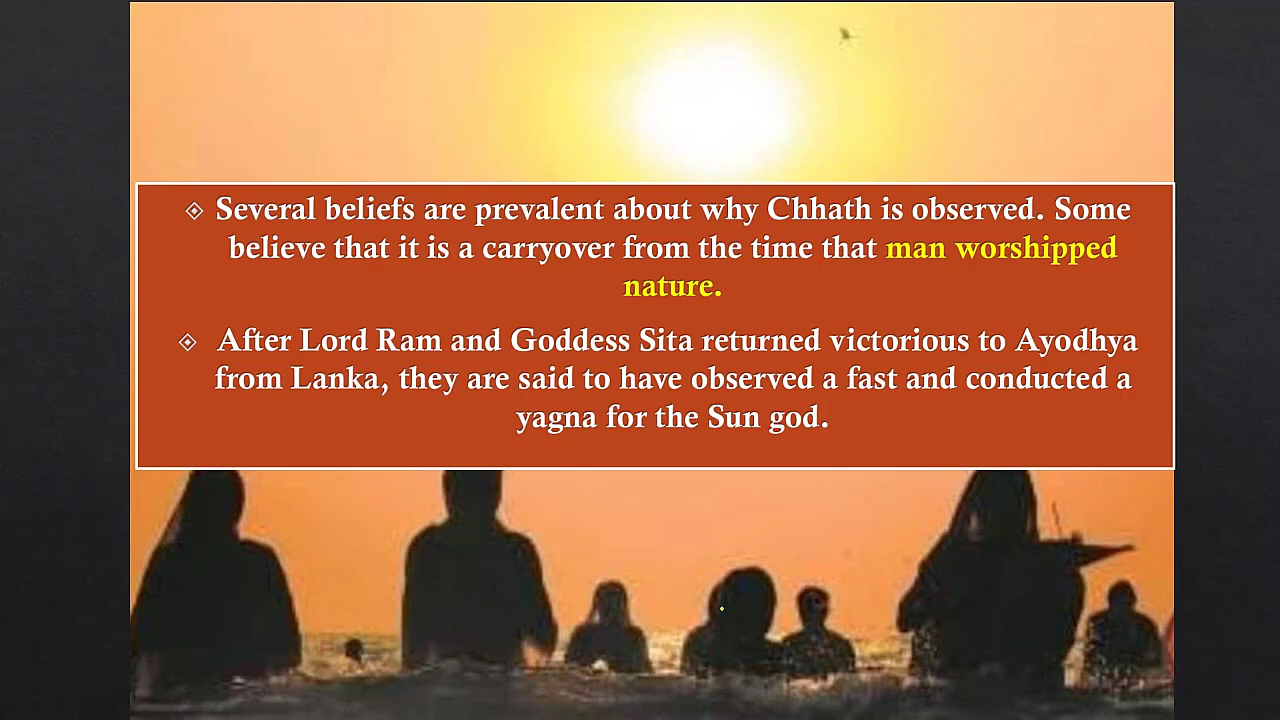 Several beliefs are prevalent about why Chhath is observed. Some
believe that it is a carryover from the time that man worshipped
nature.
After Lord Ram and Goddess Sita returned victorious to Ayodhya
from Lanka, they are said to have observed a fast and conducted a
yagna for the Sun god.